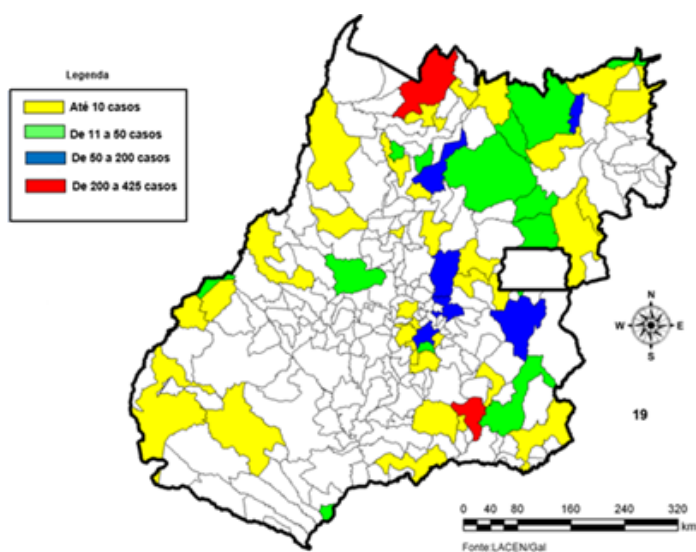 Legenda
Até 10 casos
De 11 a 50 casos
De 50 a 200 casos
De 200 a 425 casos
N
W E
S
19
0 40 80 160 240 320
km
Fonte:LACEN/Gal